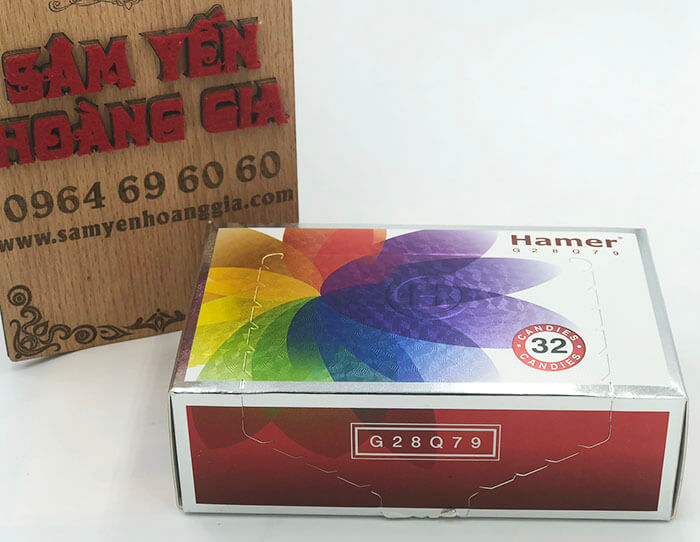 SÂM YẾN
HOÀNG GIA
0964 69 60 60
www.samyenhoanggia.com
Hamer®
G28Q79
CANDIES
32
CANDIES
H
G28Q79